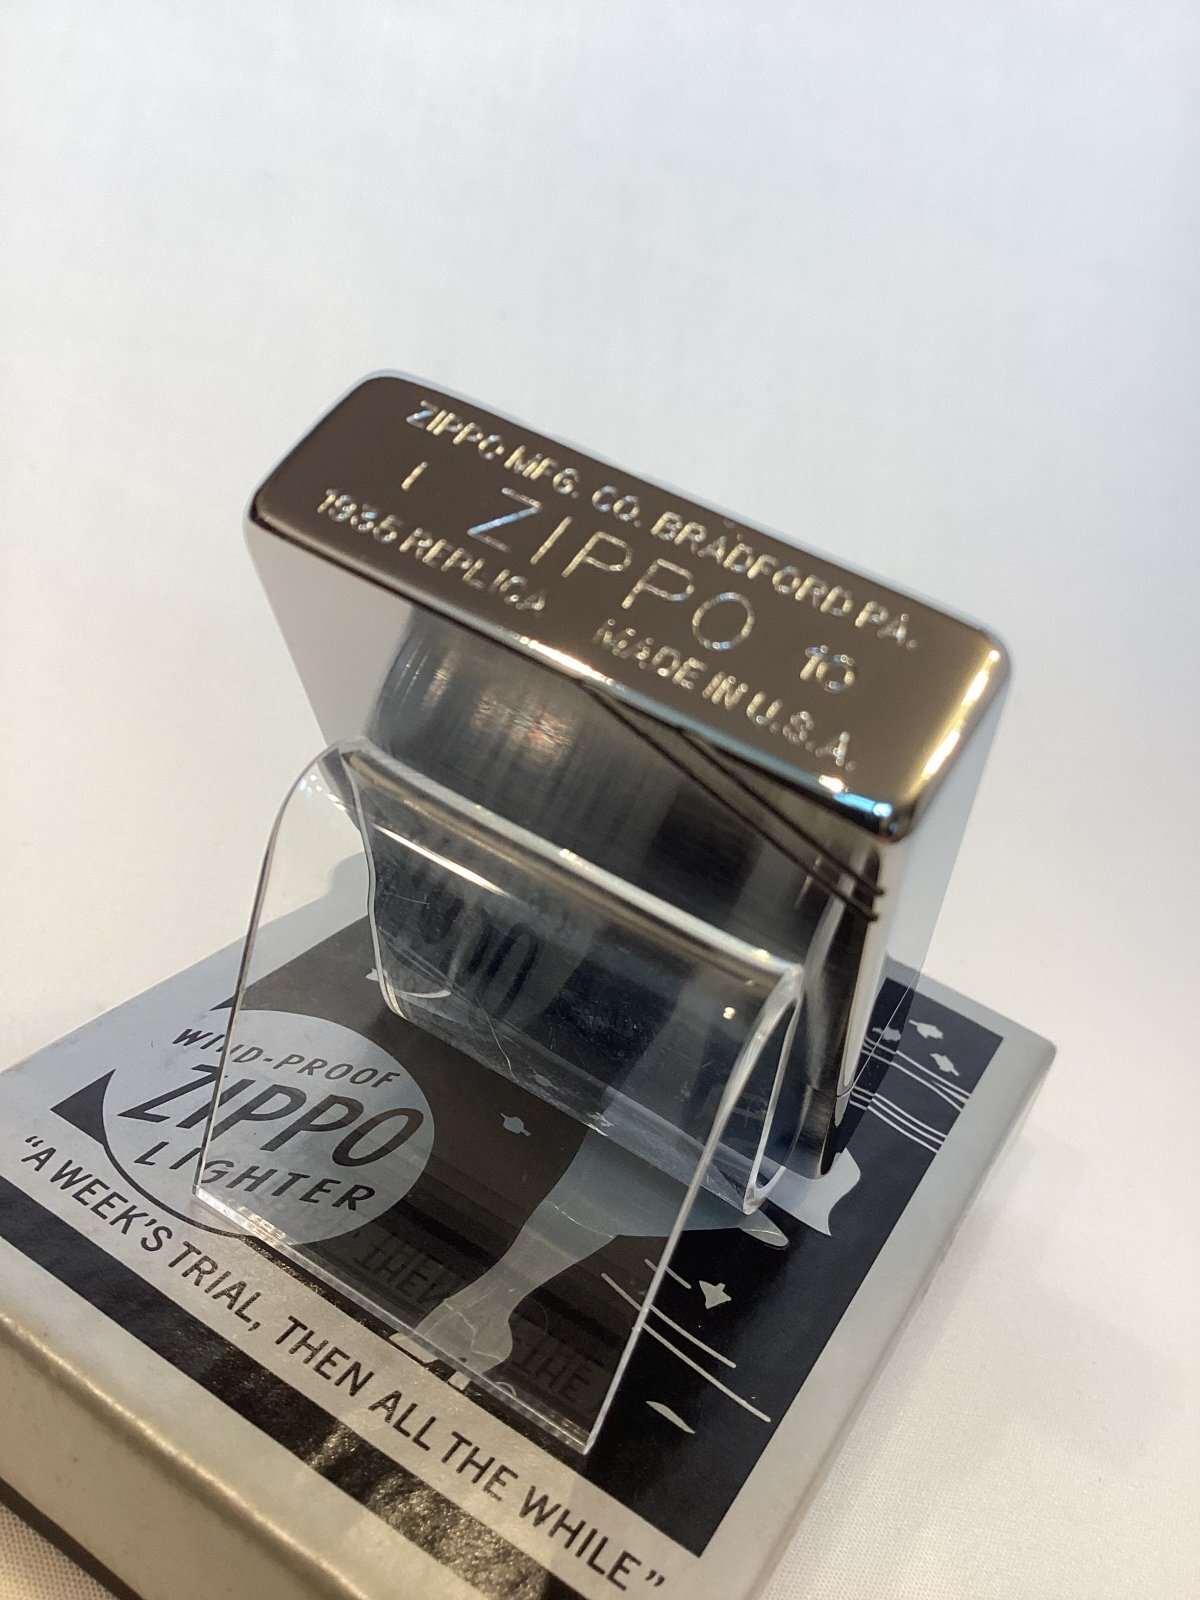 ZIPPO MFG. CO. BRADFORD PA.
I ZIPPO 10
1935 REPLICA MADE IN U.S.A.
WIND-PROOF
ZIPPO
LIGHTER
"A WEEK'S TRIAL, THEN ALL THE WHILE"